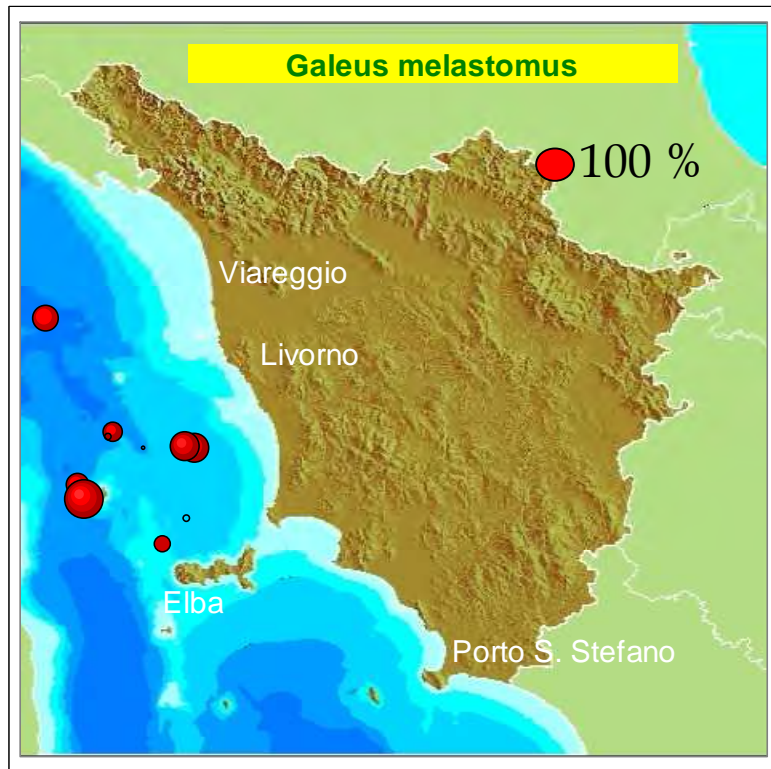 Galeus melastomus
100 %
Viareggio
Livorno
Elba
Porto S. Stefano